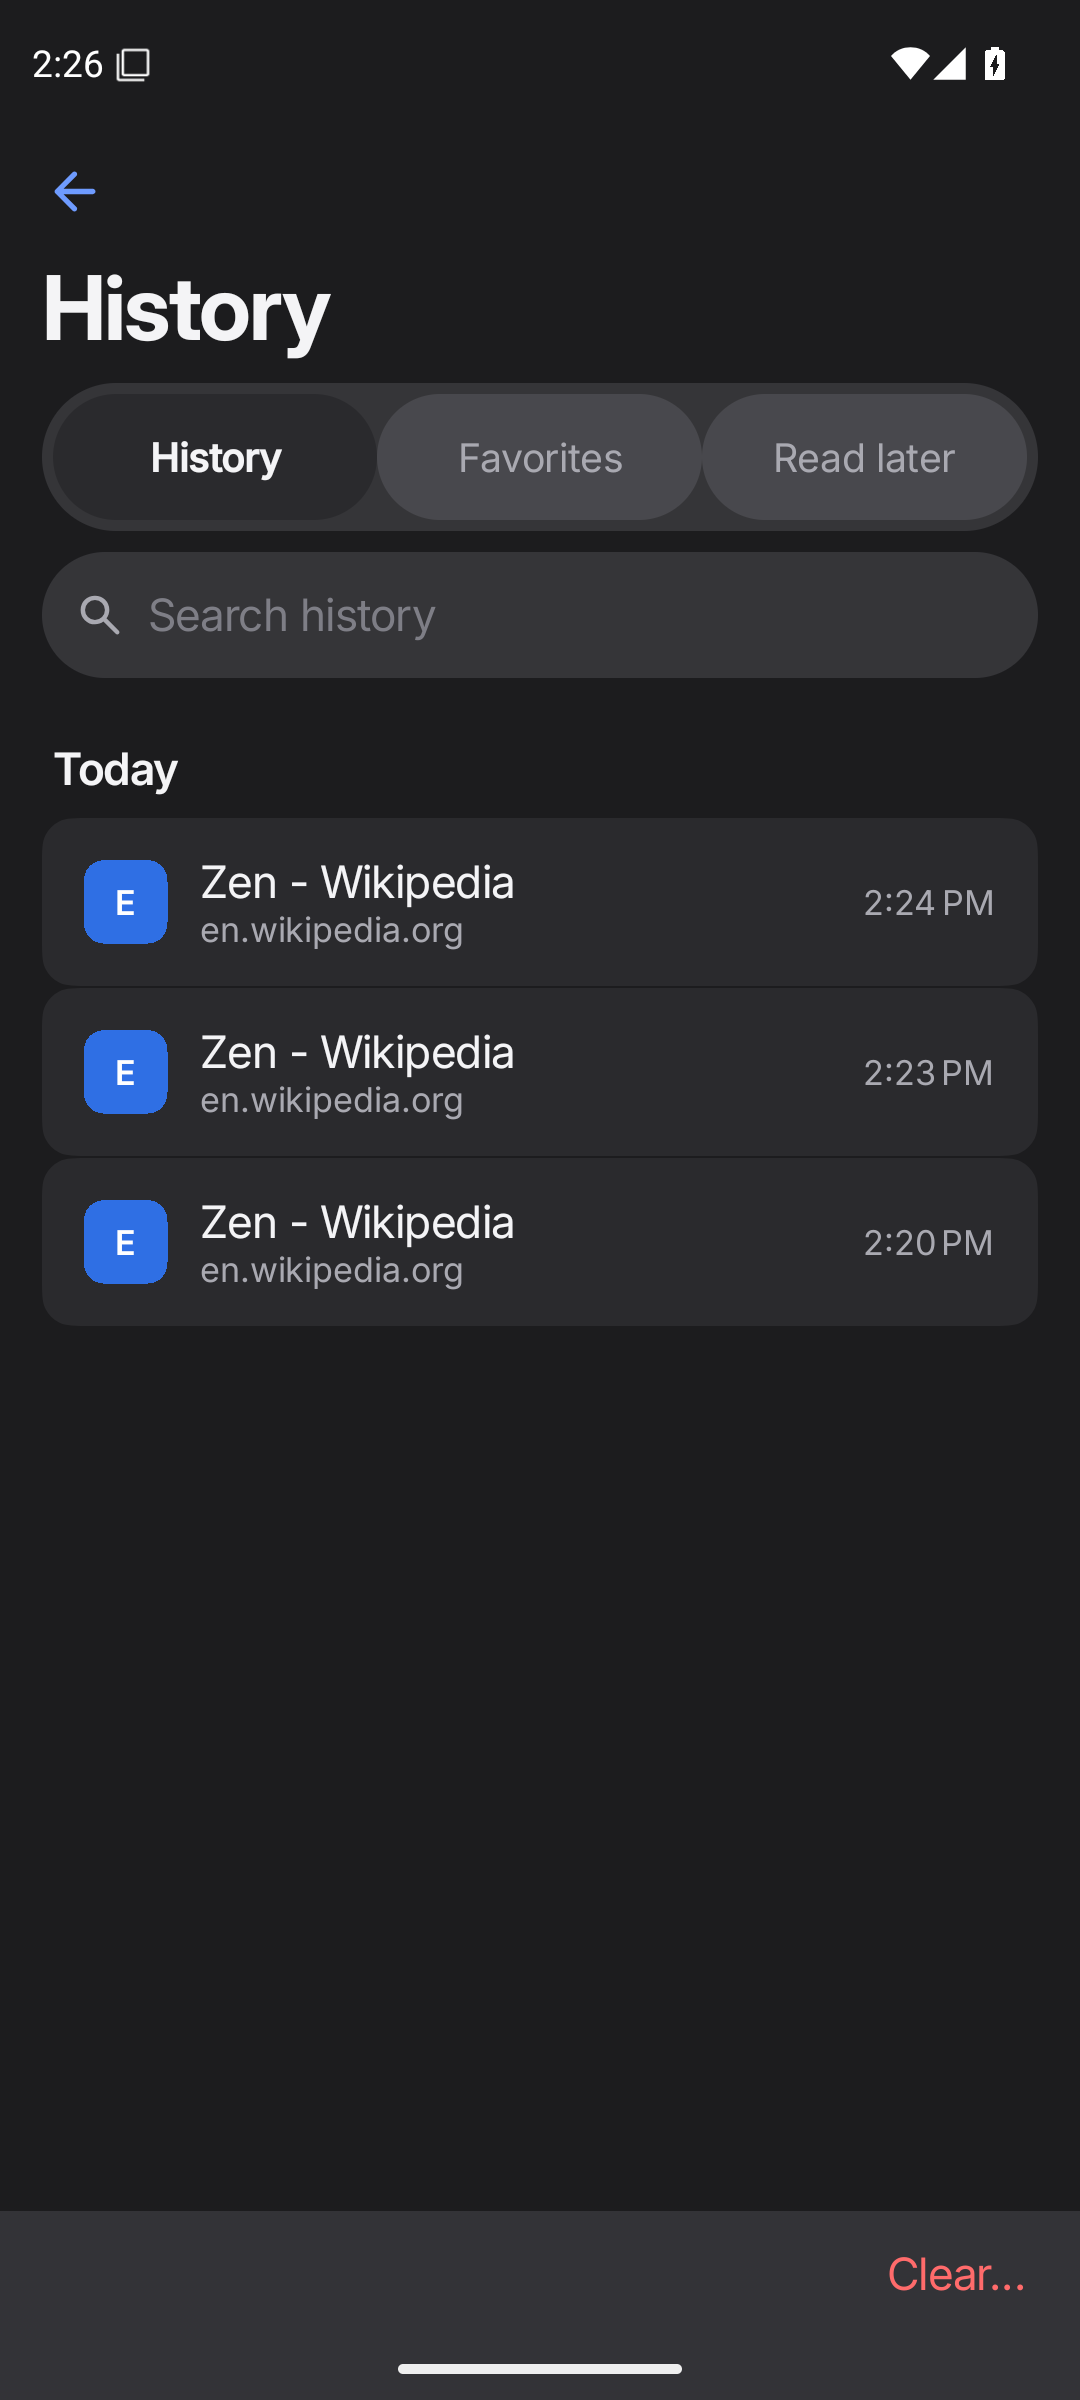 2:26
History
History
Favorites
Read later
Search history
Today
E
Zen - Wikipedia
en.wikipedia.org
2:24 PM
E
Zen - Wikipedia
en.wikipedia.org
2:23 PM
E
Zen - Wikipedia
en.wikipedia.org
2:20 PM
Clear...